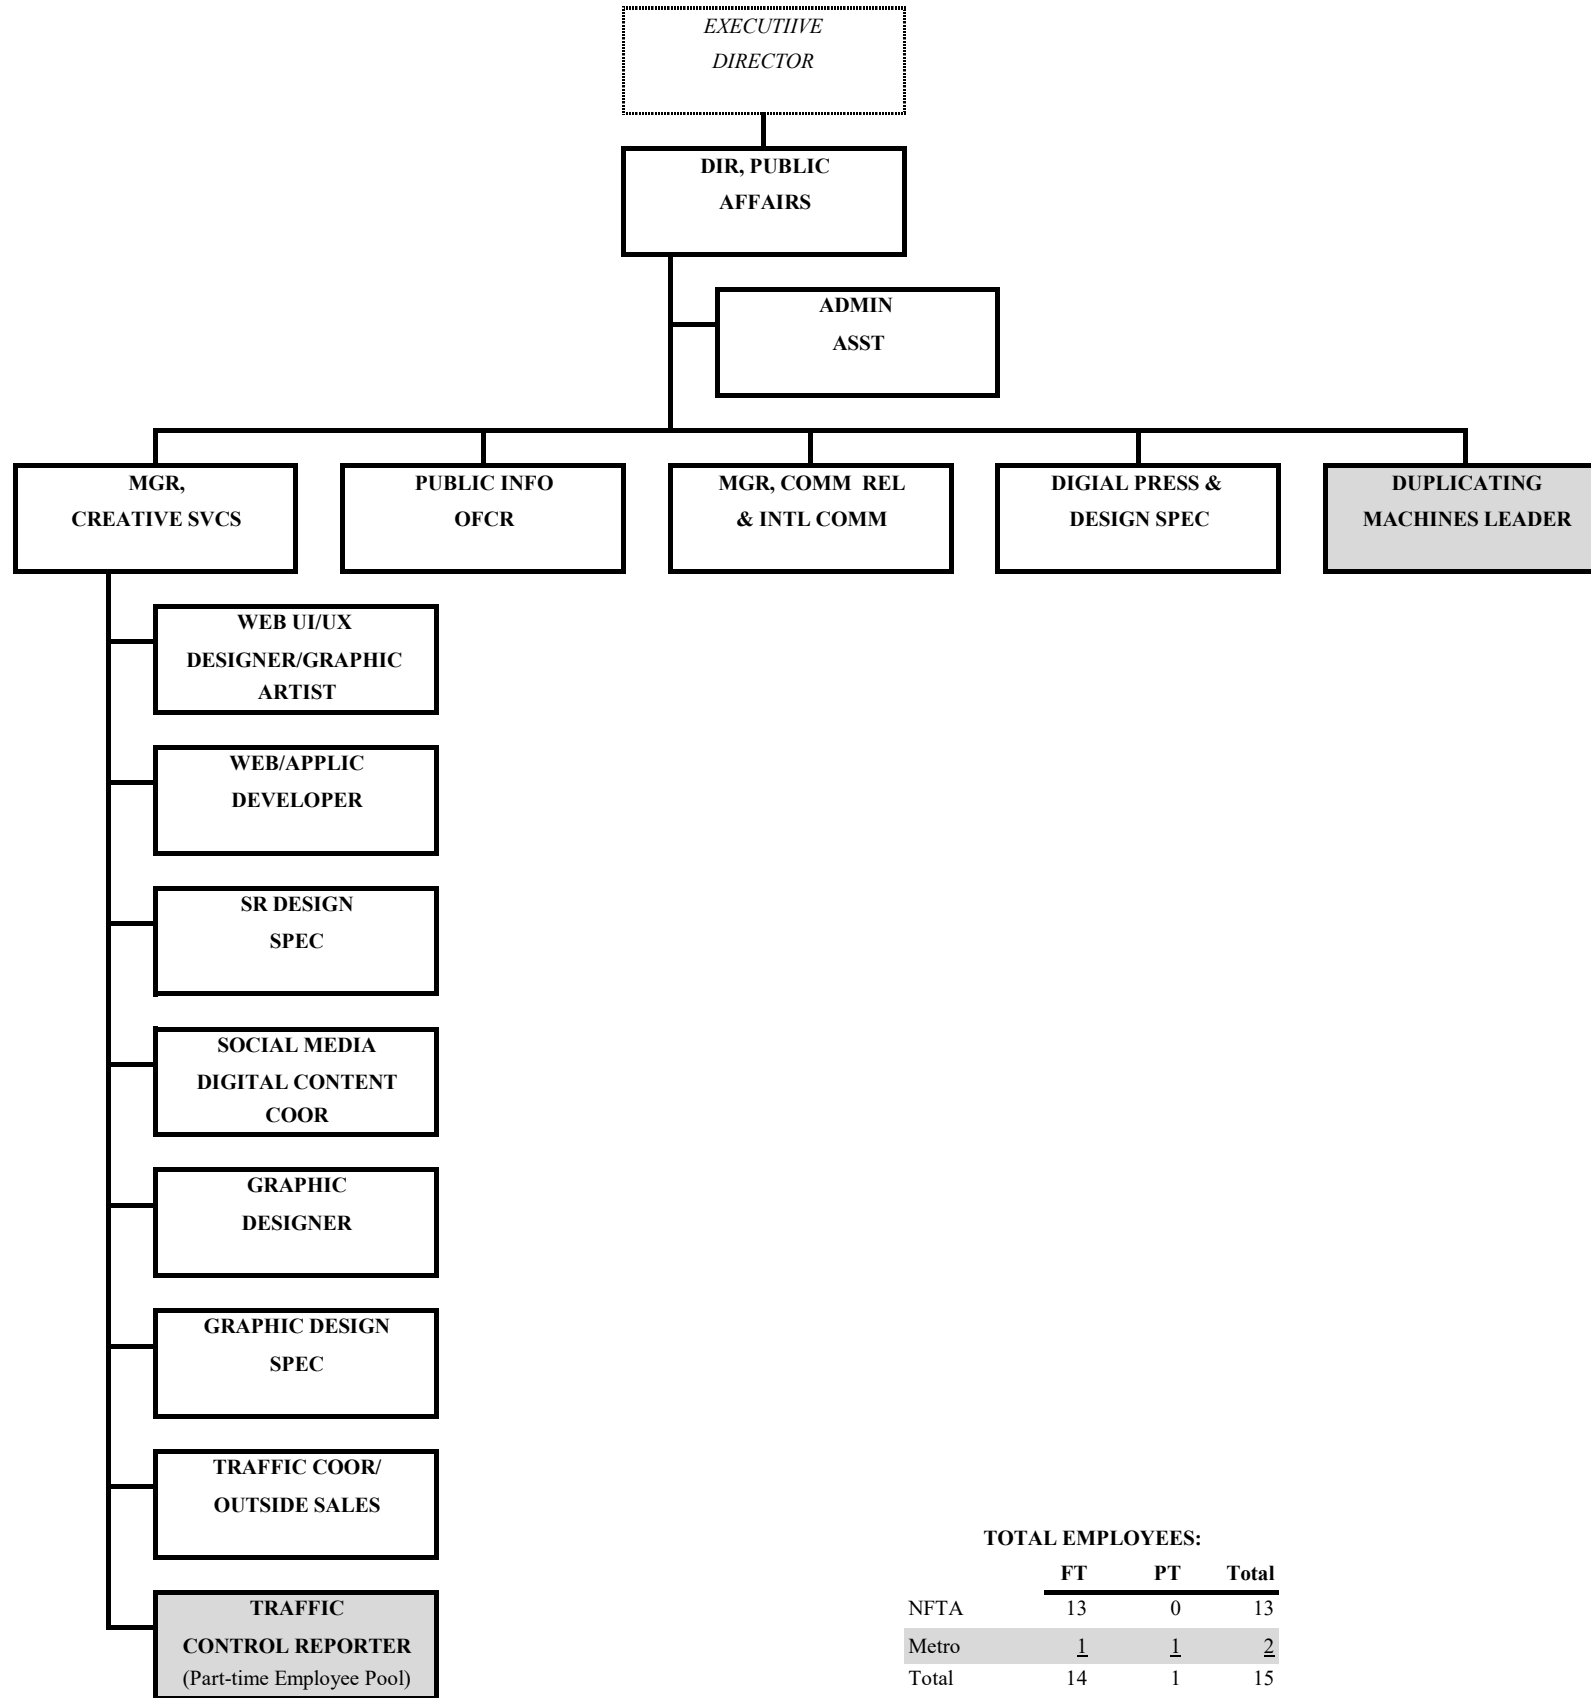 EXECUTIIVE
DIRECTOR
DIR, PUBLIC
AFFAIRS
ADMIN
ASST
MGR,
CREATIVE SVCS
PUBLIC INFO
OFCR
MGR, COMM  REL
& INTL COMM
DIGIAL PRESS &
DESIGN SPEC
DUPLICATING
MACHINES LEADER
WEB UI/UX
DESIGNER/GRAPHIC
ARTIST
WEB/APPLIC
DEVELOPER
SR DESIGN
SPEC
SOCIAL MEDIA
DIGITAL CONTENT
COOR
GRAPHIC
DESIGNER
GRAPHIC DESIGN
SPEC
TRAFFIC COOR/
OUTSIDE SALES
TRAFFIC
CONTROL REPORTER
(Part-time Employee Pool)
TOTAL EMPLOYEES:
FT PT Total
NFTA 13 0 13
Metro 1 1 2
Total 14 1 15